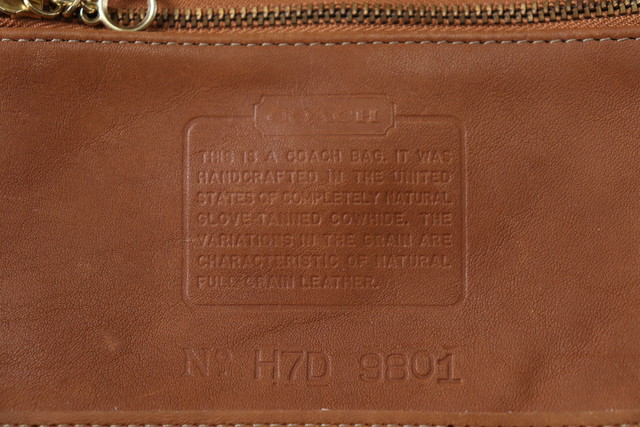 COACH
THIS IS A COACH BAG. IT WAS
HANDCRAFTED IN THE UNITED
STATES OF COMPLETELY NATURAL
GLOVE-TANNED COWHIDE. THE
VARIATIONS IN THE GRAIN ARE
CHARACTERISTIC OF NATURAL
FULL GRAIN LEATHER.
Nº H7D 9801